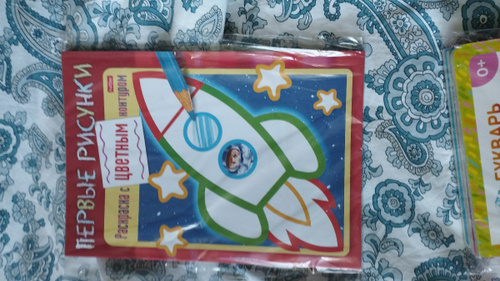 ПЕРВЫЕ РИСУНКИ
Раскраска с ЦВЕТНЫМ контуром
0+
БУКВАРЬ